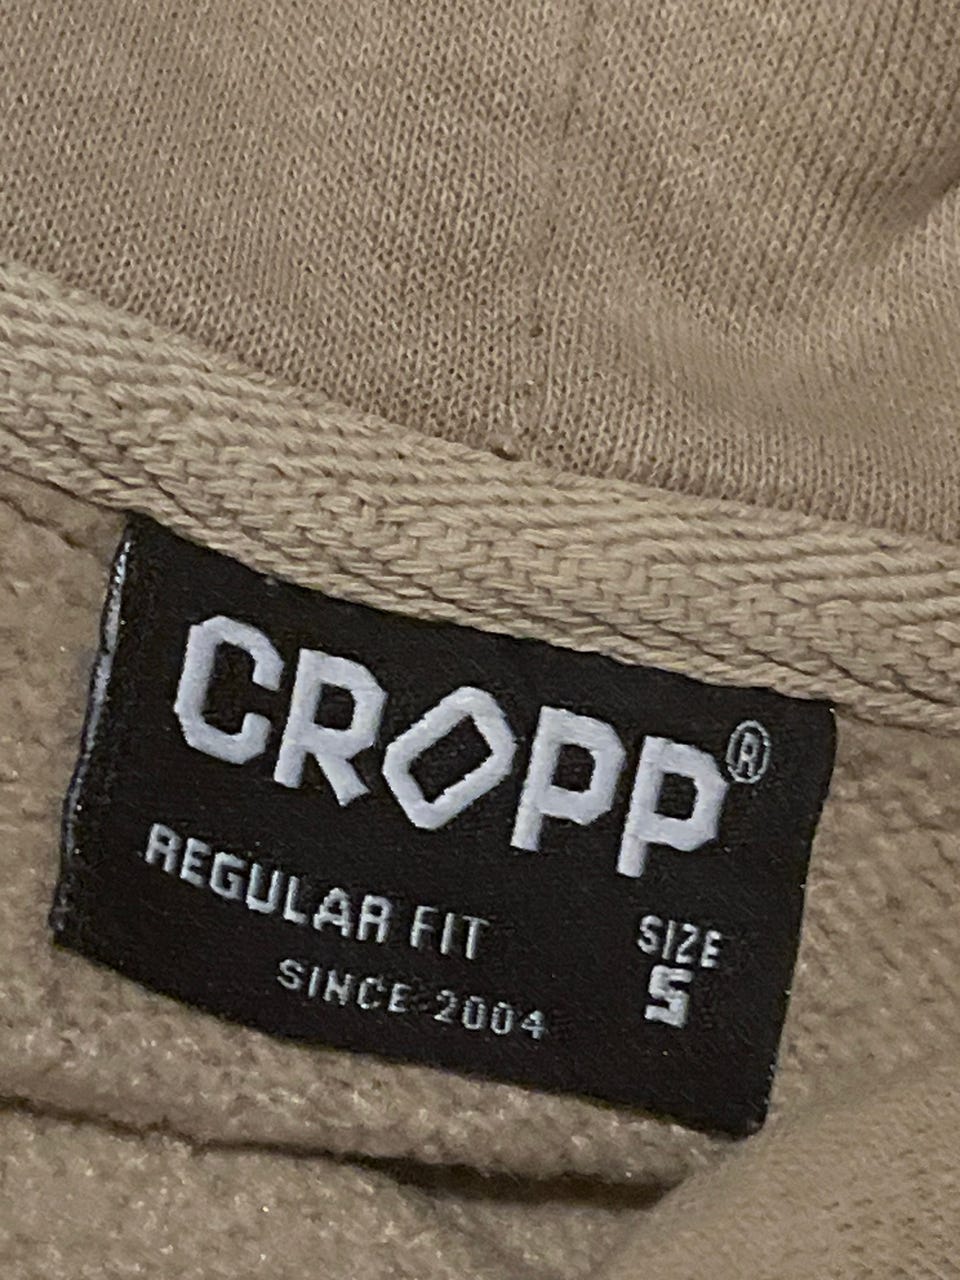 CROPP®
REGULAR FIT
SINCE 2004
SIZE
S